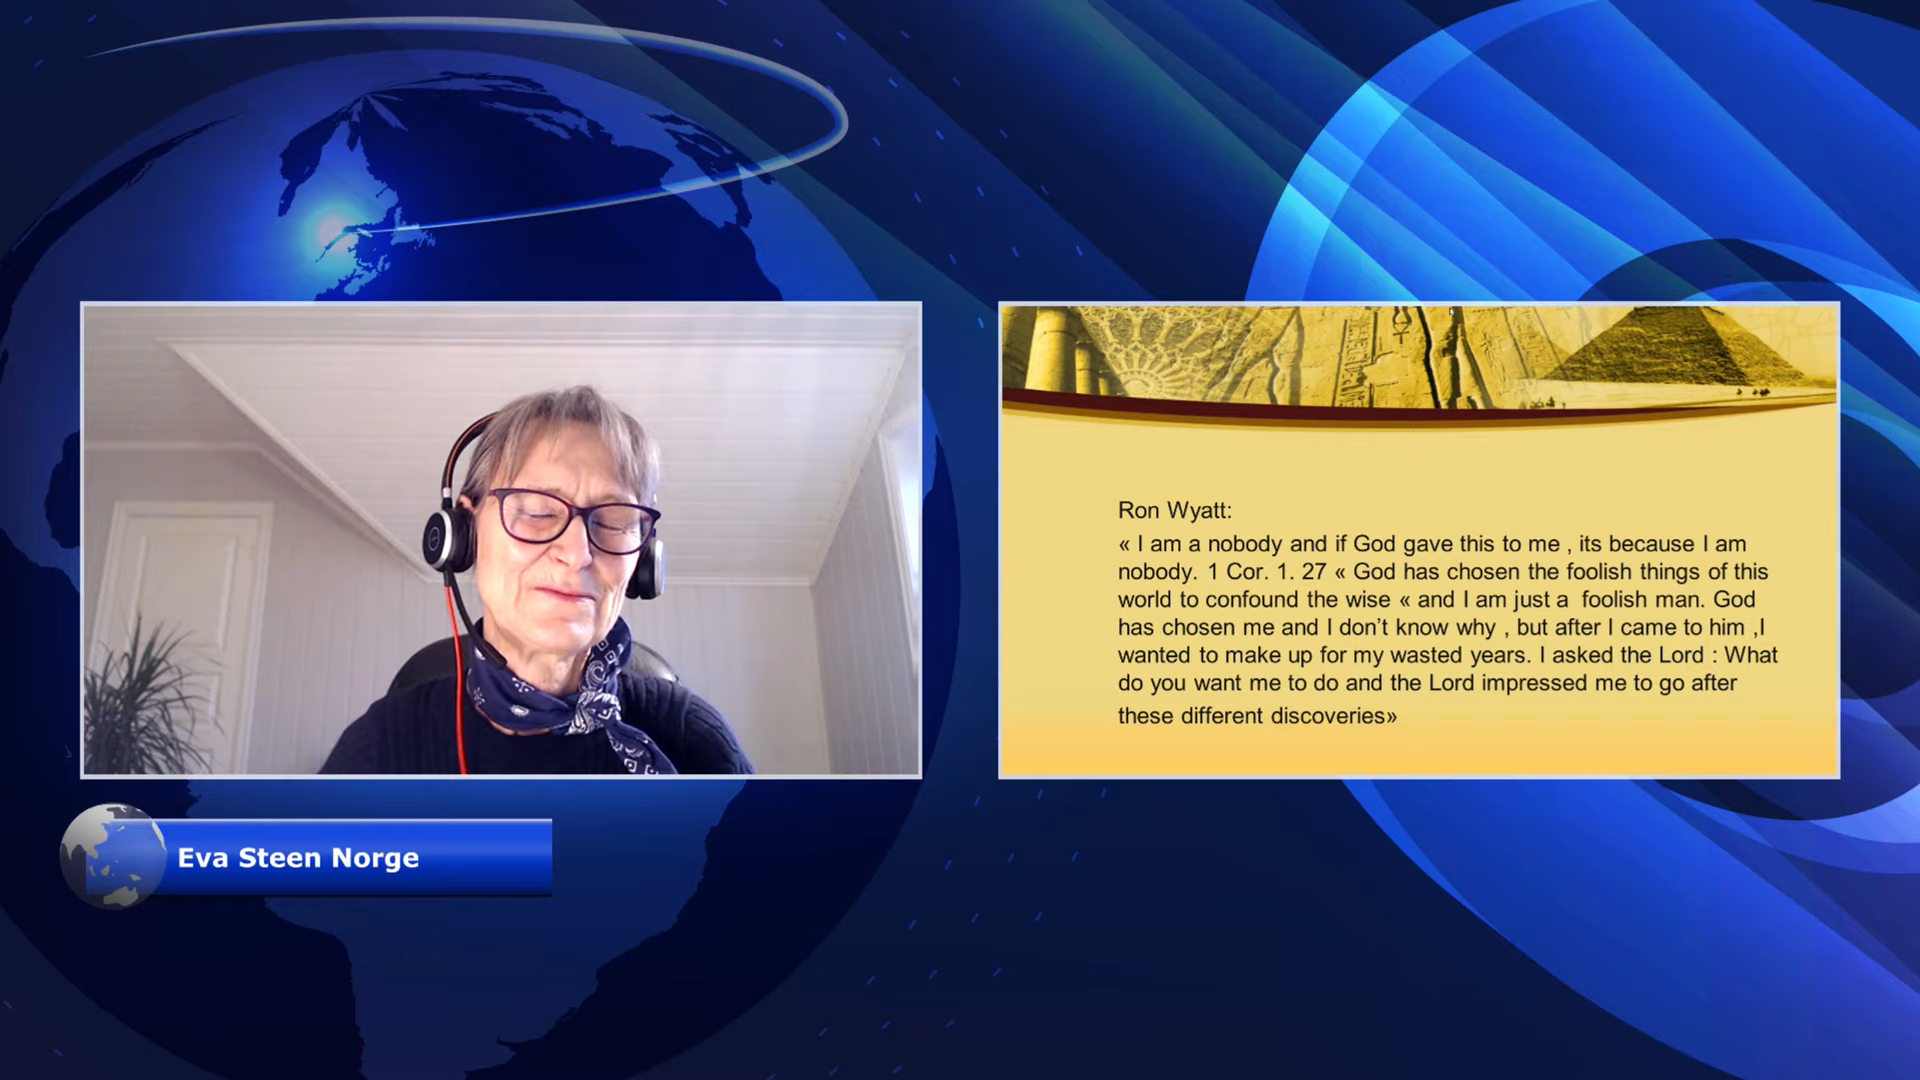 Ron Wyatt:
« I am a nobody and if God gave this to me , its because I am
nobody. 1 Cor. 1. 27 « God has chosen the foolish things of this
world to confound the wise « and I am just a  foolish man. God
has chosen me and I don’t know why , but after I came to him ,I
wanted to make up for my wasted years. I asked the Lord : What
do you want me to do and the Lord impressed me to go after
these different discoveries»
Eva Steen Norge